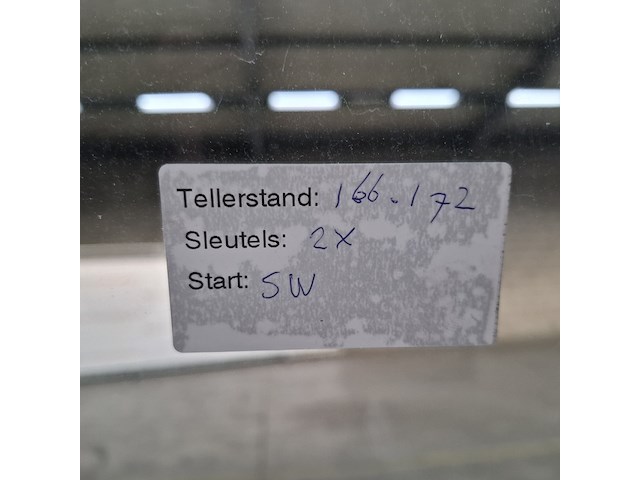 Tellerstand: 166.172
Sleutels: 2x
Start: SW